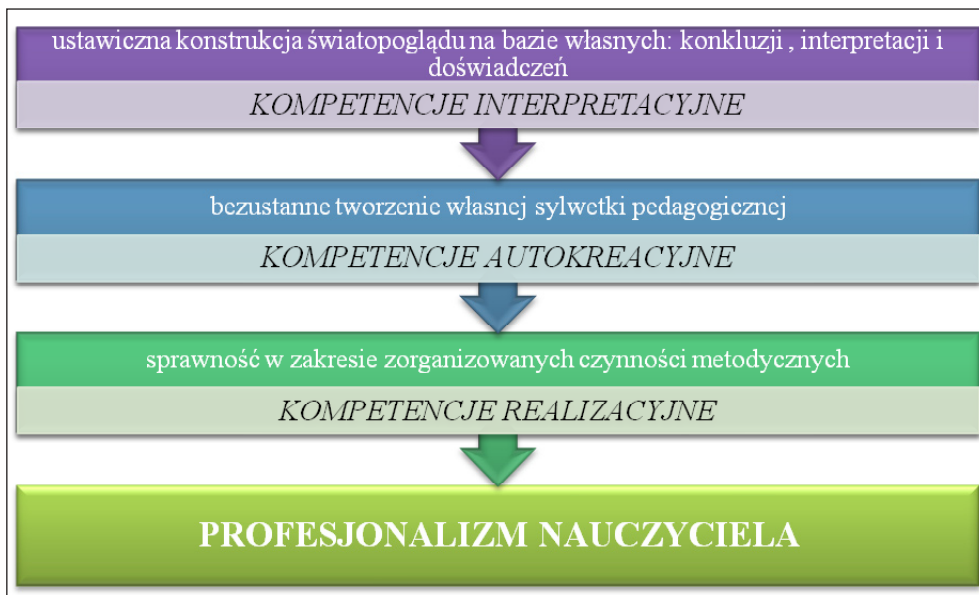 ustawiczna konstrukcja światopoglądu na bazie własnych: konkluzji , interpretacji i
doświadczeń
KOMPETENCJE INTERPRETACYJNE
bezustanne tworzenie własnej sylwetki pedagogicznej
KOMPETENCJE AUTOKREACYJNE
sprawność w zakresie zorganizowanych czynności metodycznych
KOMPETENCJE REALIZACYJNE
PROFESJONALIZM NAUCZYCIELA